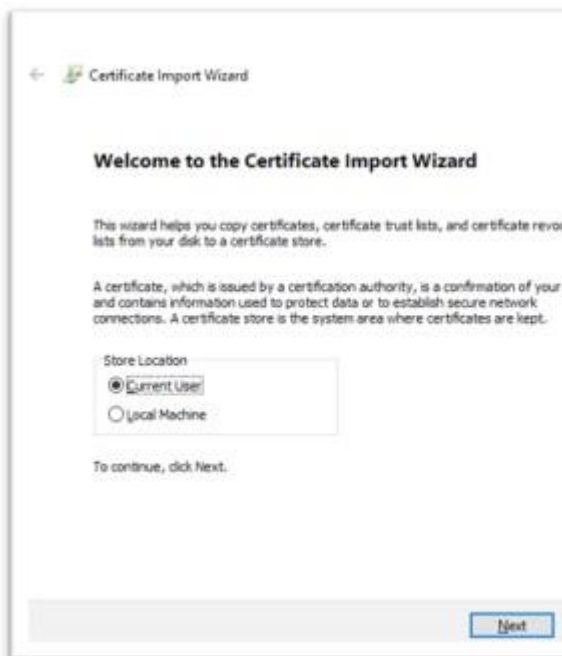 Certificate Import Wizard
Welcome to the Certificate Import Wizard
This wizard helps you copy certificates, certificate trust lists, and certificate revoc
lists from your disk to a certificate store.
A certificate, which is issued by a certification authority, is a confirmation of your
and contains information used to protect data or to establish secure network
connections. A certificate store is the system area where certificates are kept.
Store Location
Current User
Local Machine
To continue, click Next.
Next